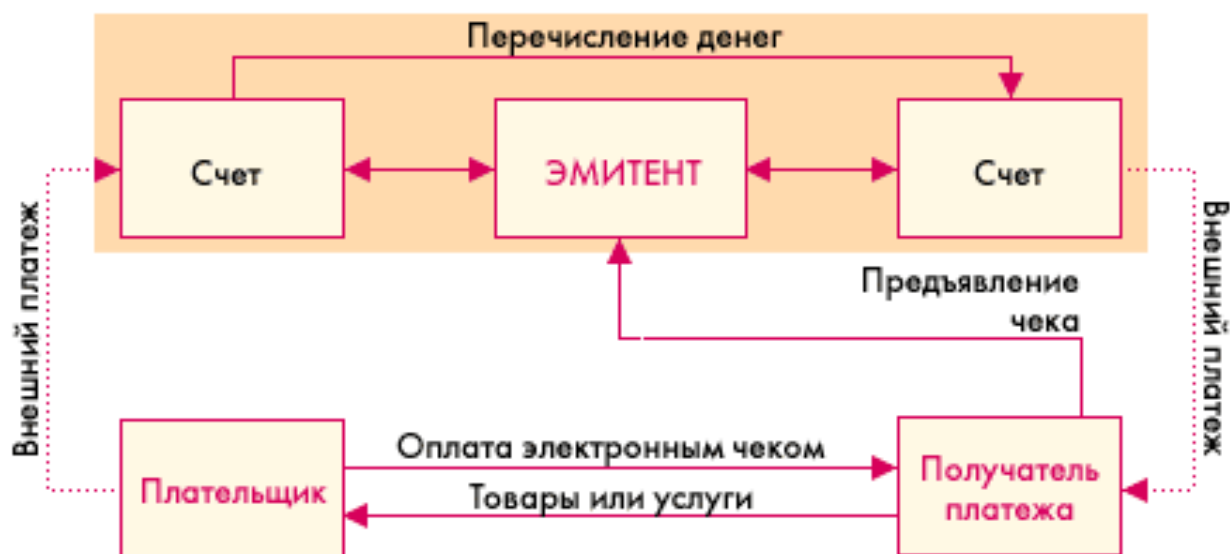 Перечисление денег
Счет
ЭМИТЕНТ
Счет
Внешний платеж
Внешний платеж
Предъявление
чека
Плательщик
Оплата электронным чеком
Товары или услуги
Получатель
платежа